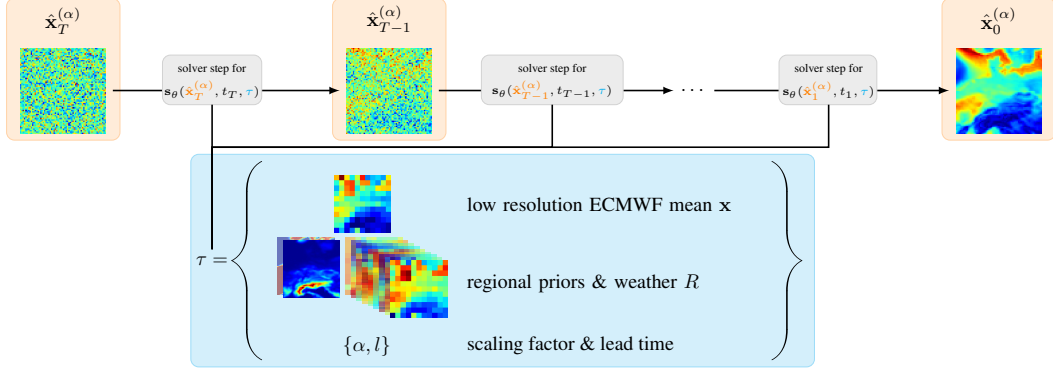 x̂_T^(α)
x̂_{T−1}^(α)
x̂_0^(α)
solver step for
s_θ(x̂_T^(α), t_T, τ)
solver step for
s_θ(x̂_{T−1}^(α), t_{T−1}, τ)
· · ·
solver step for
s_θ(x̂_1^(α), t_1, τ)
low resolution ECMWF mean x
τ =
regional priors & weather R
{α, l}
scaling factor & lead time